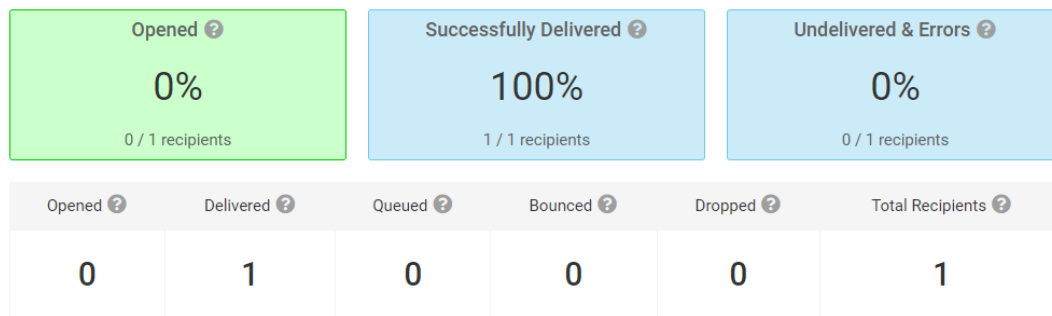 Opened ?
Successfully Delivered ?
Undelivered & Errors ?
0%
100%
0%
0 / 1 recipients
1 / 1 recipients
0 / 1 recipients
Opened ?
Delivered ?
Queued ?
Bounced ?
Dropped ?
Total Recipients ?
0
1
0
0
0
1